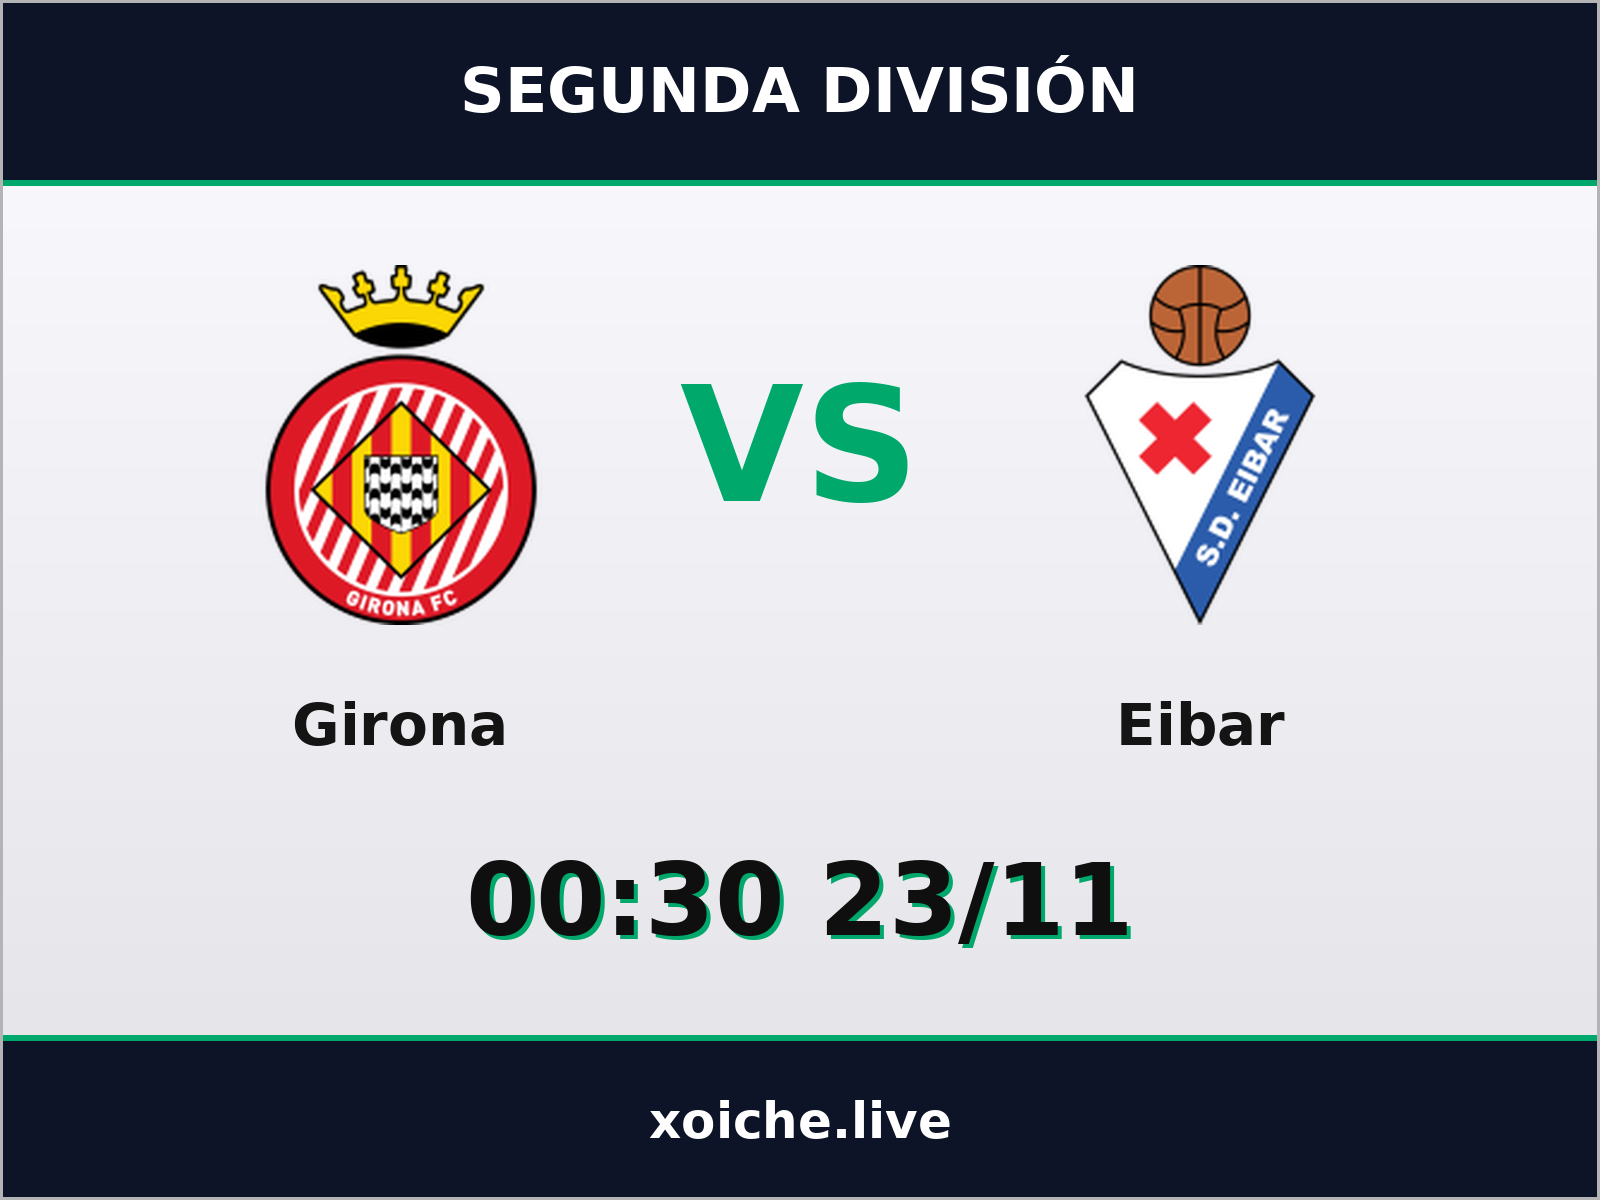 SEGUNDA DIVISIÓN
VS
GIRONA FC
S.D. EIBAR
Girona
Eibar
00:30 23/11
xoiche.live